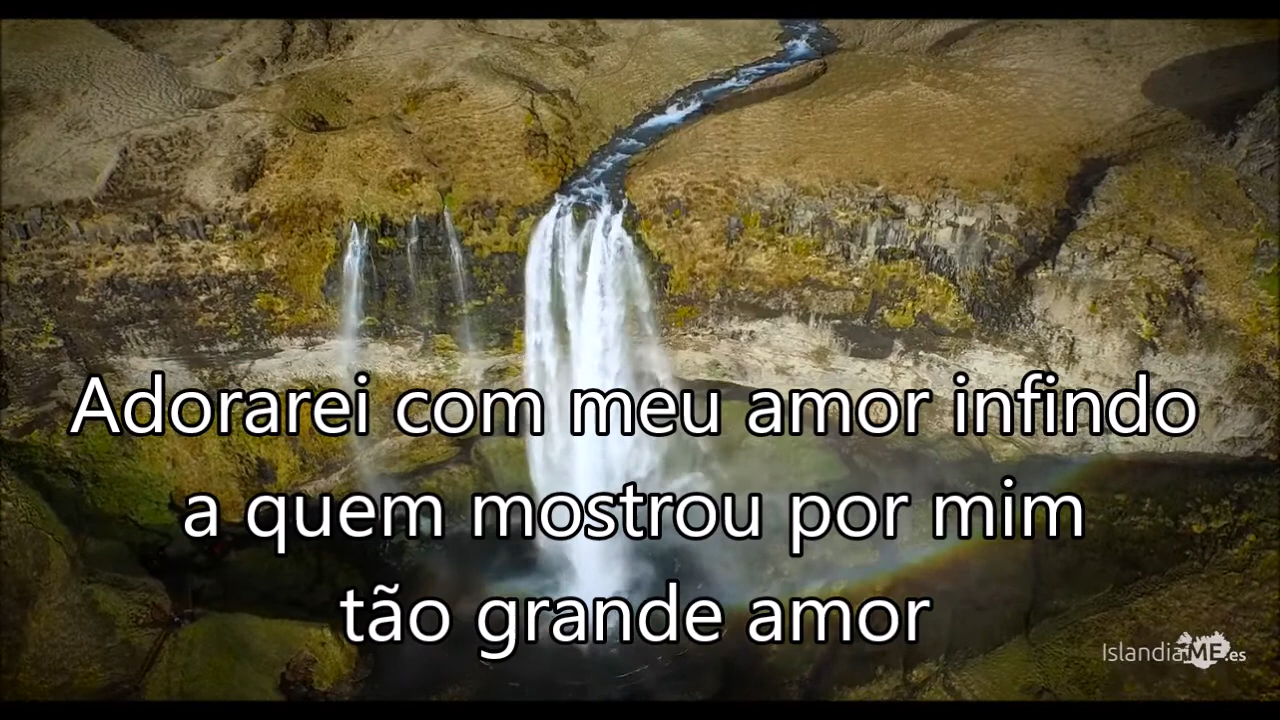 Adorarei com meu amor infindo
a quem mostrou por mim
tão grande amor
IslandiaME.es